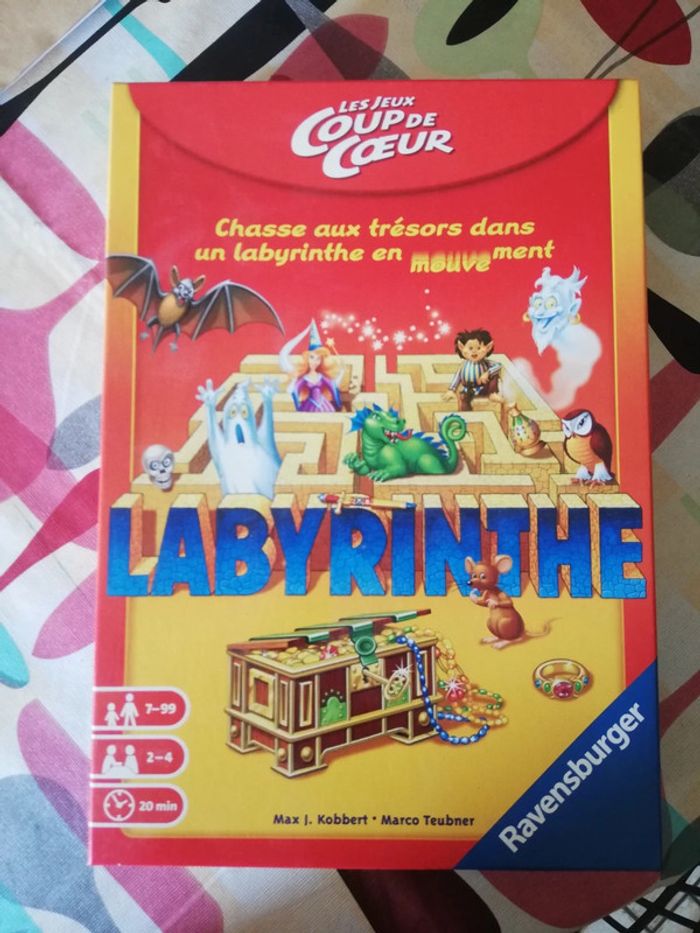 LES JEUX
COUP DE
CŒUR
Chasse aux trésors dans
un labyrinthe en mouvement
LABYRINTHE
7–99
2–4
20 min
Max J. Kobbert • Marco Teubner
Ravensburger